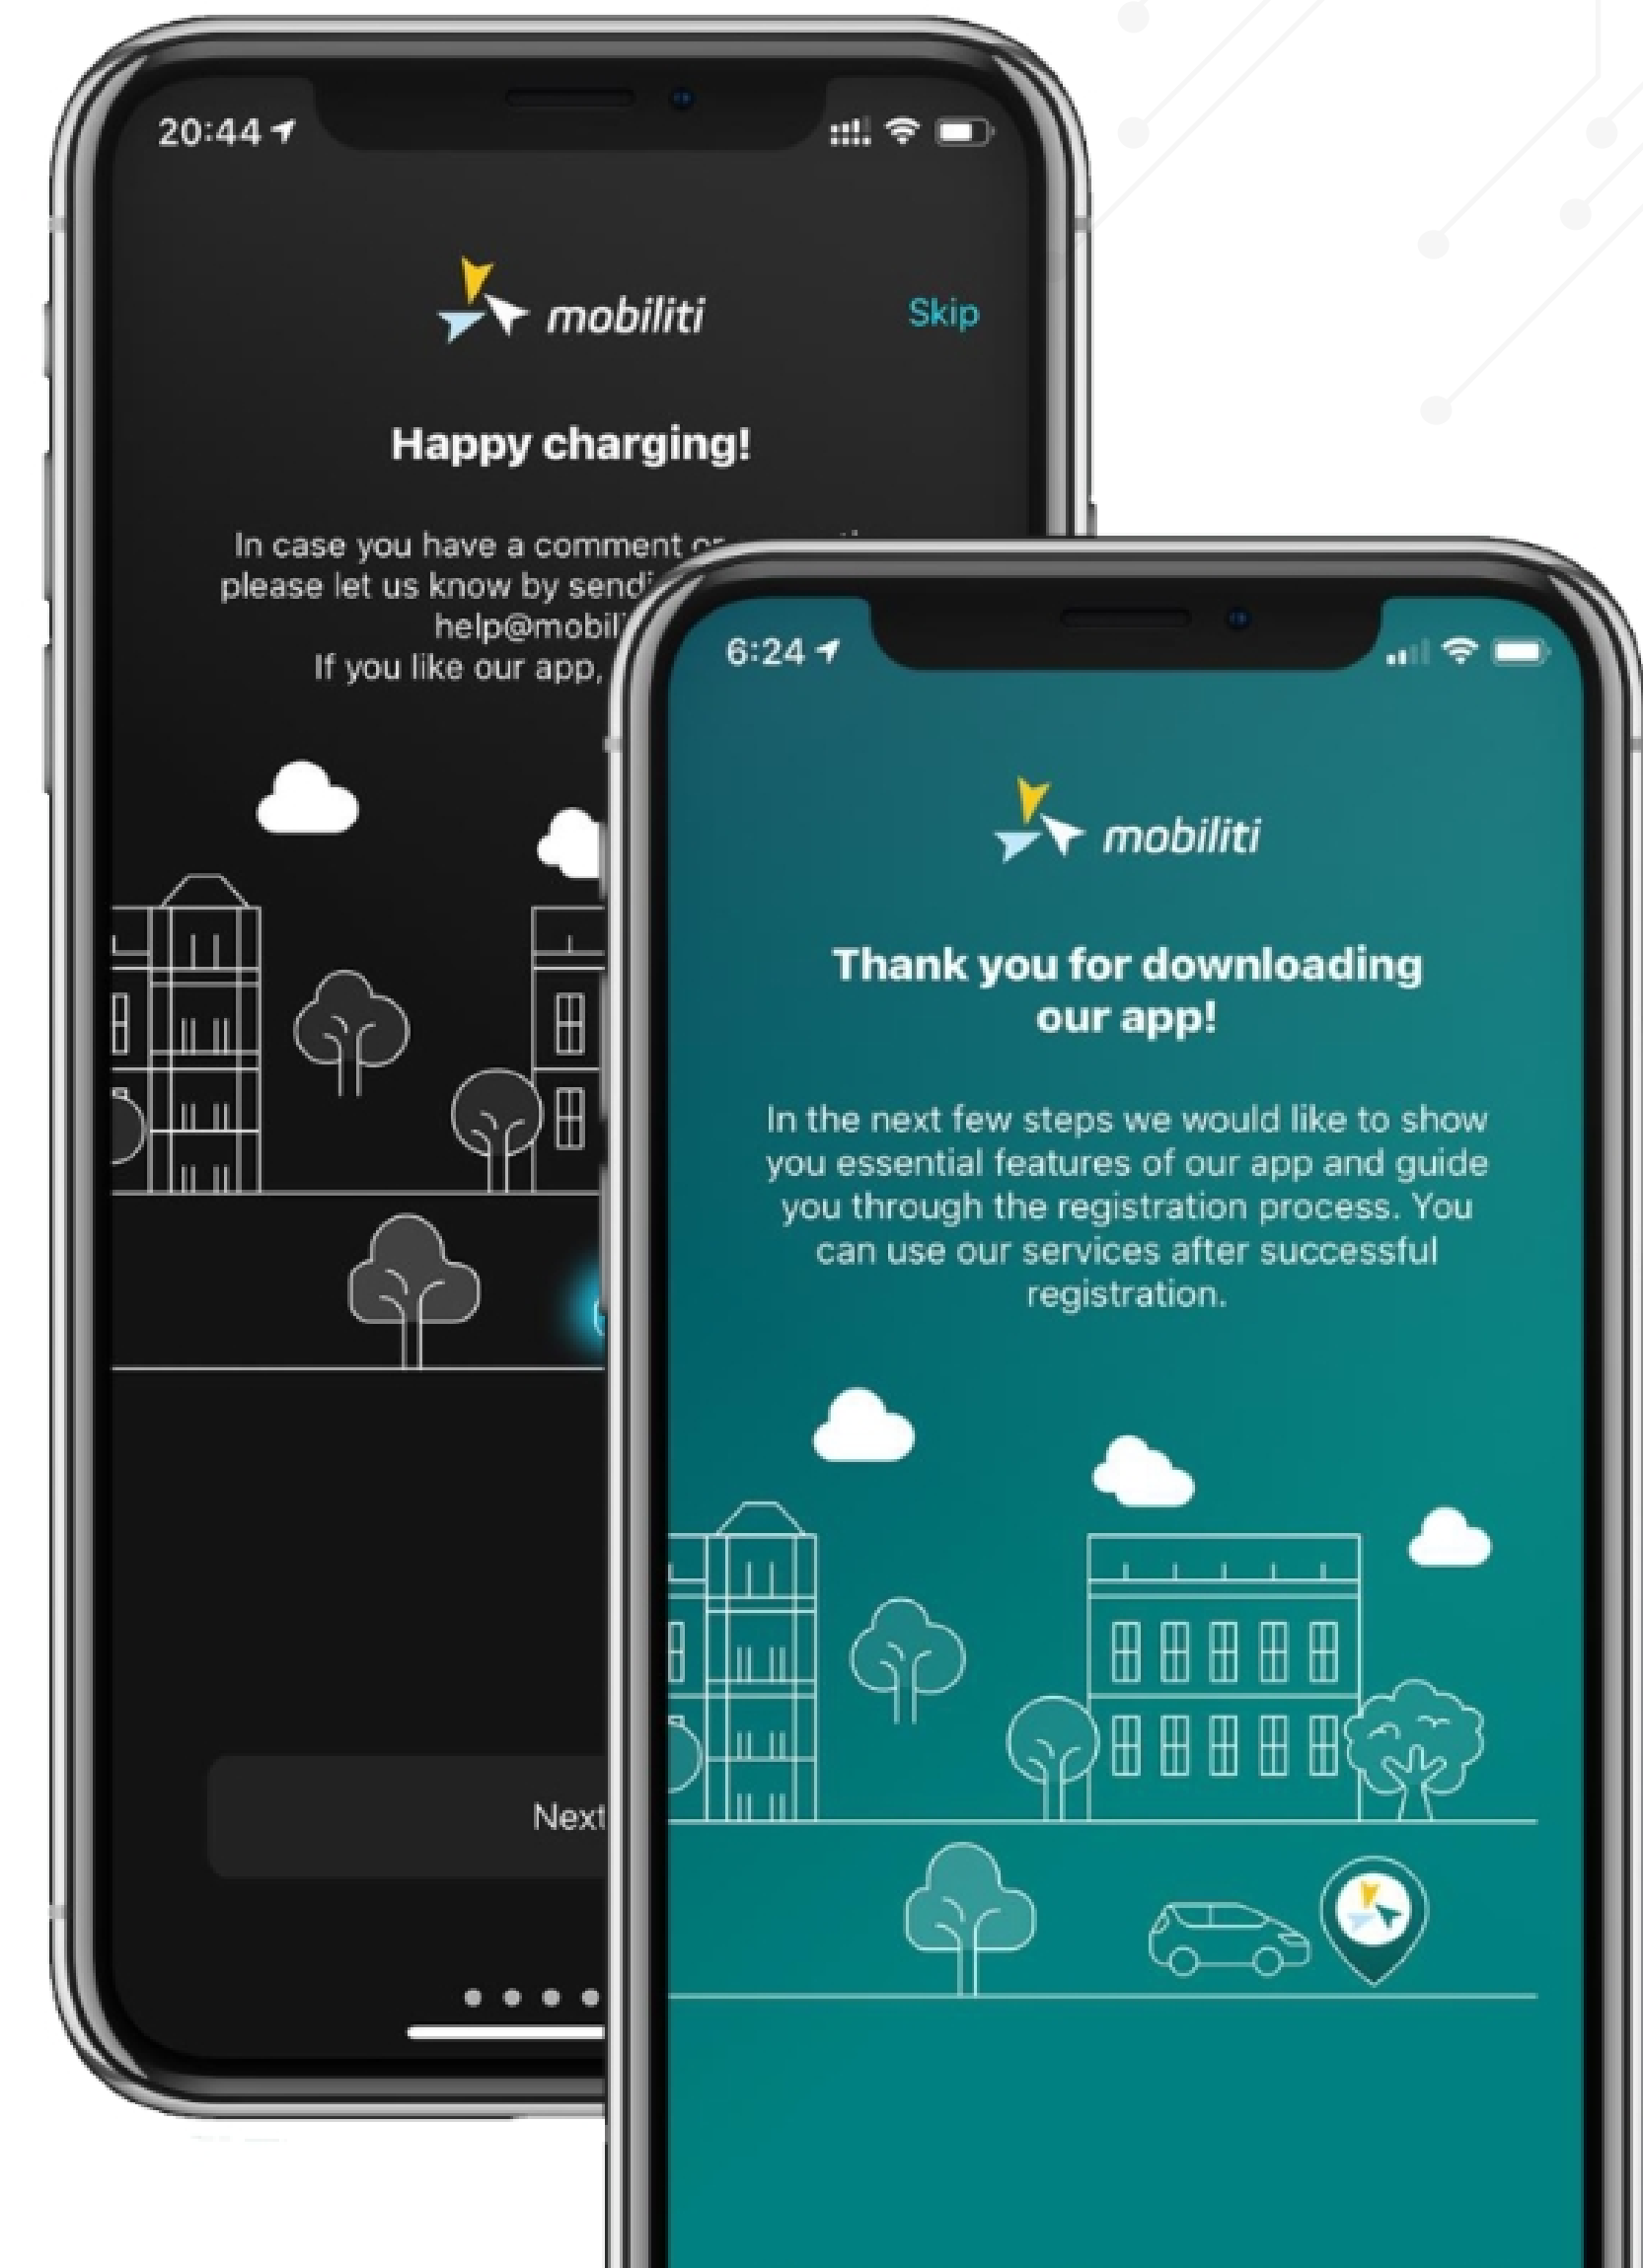 20:44
mobiliti
Skip
Happy charging!
In case you have a comment
please let us know by
help@mobili
If you like our app,
Next
6:24
mobiliti
Thank you for downloading
our app!
In the next few steps we would like to show
you essential features of our app and guide
you through the registration process. You
can use our services after successful
registration.